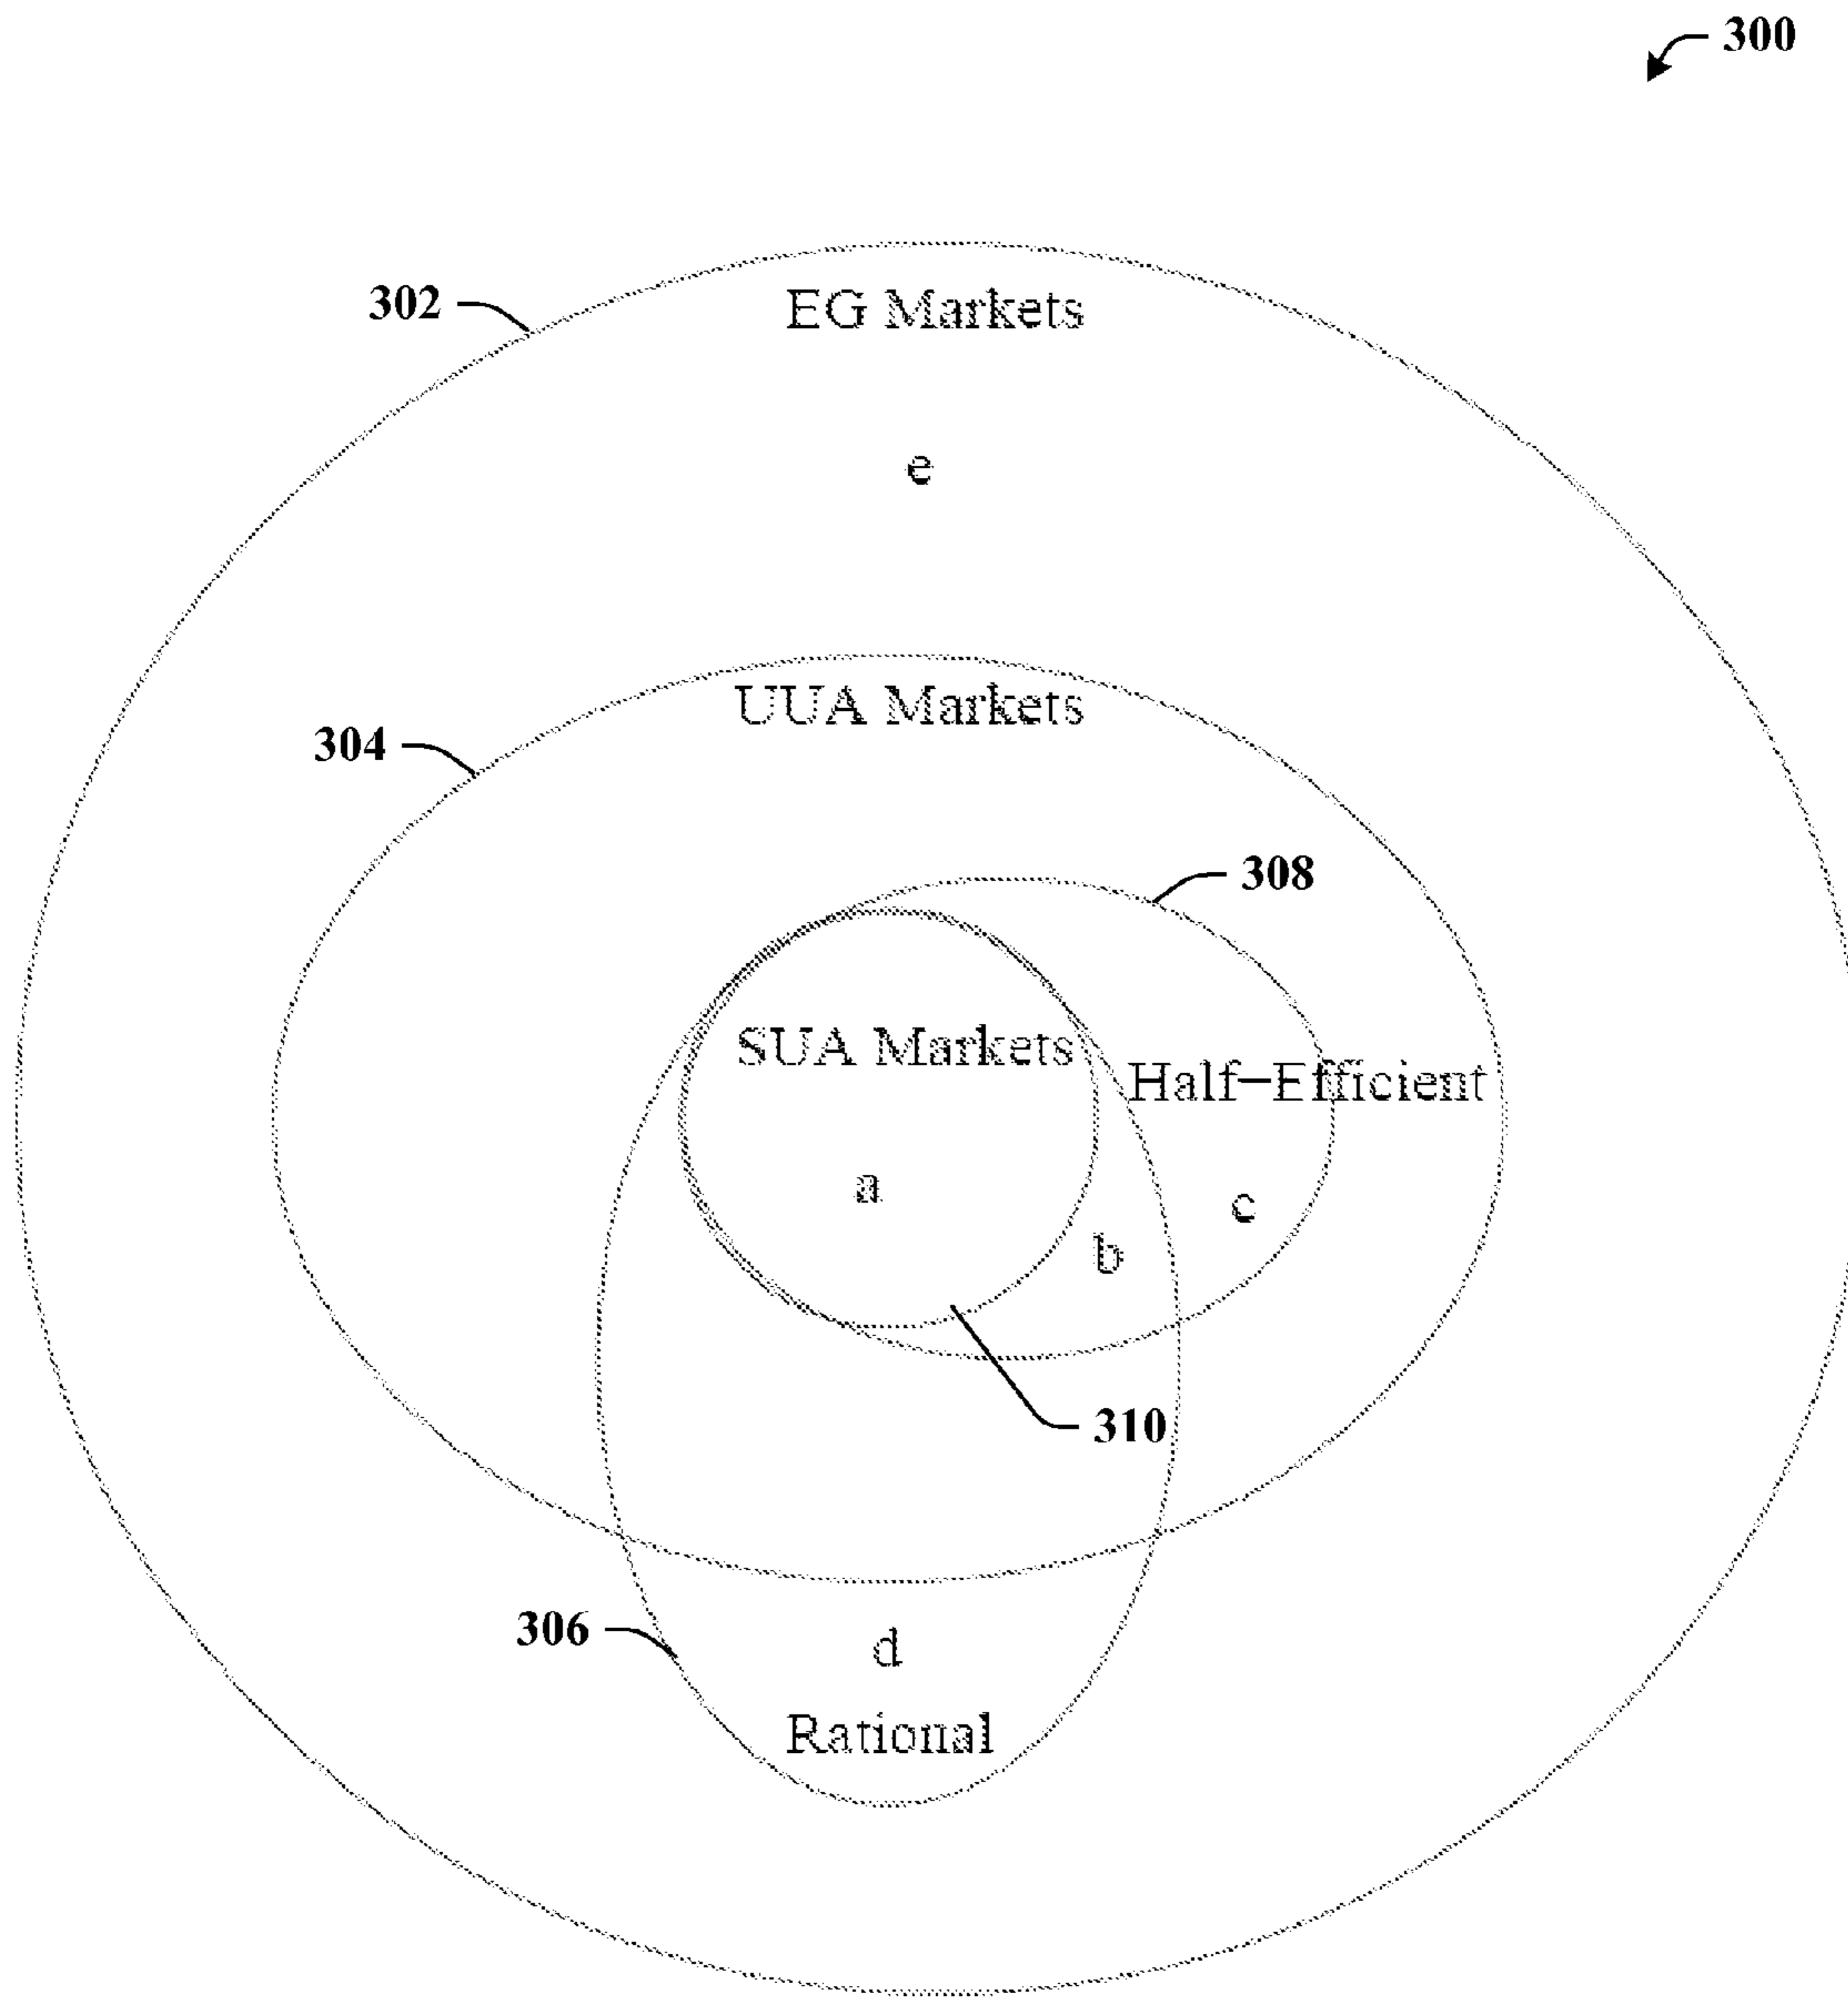 300
302
EG Markets
e
UUA Markets
304
308
SUA Markets
Half-Efficient
a
c
b
310
306
d
Rational